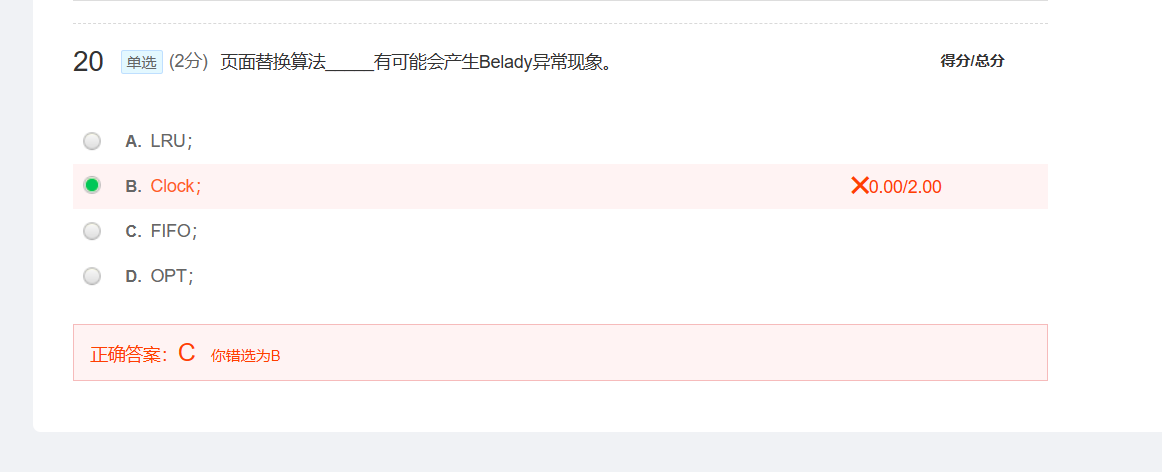 20 单选 (2分) 页面替换算法_____有可能会产生Belady异常现象。 得分/总分
A. LRU；
B. Clock； ✕0.00/2.00
C. FIFO；
D. OPT；
正确答案：C 你错选为B